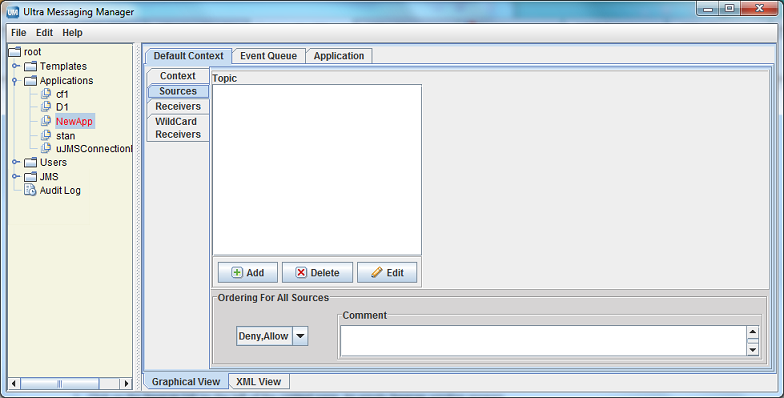 UM Ultra Messaging Manager
File Edit Help
root
Templates
Applications
cf1
D1
NewApp
stan
uJMSConnectionl
Users
JMS
Audit Log
Default Context Event Queue Application
Context
Sources
Receivers
WildCard
Receivers
Topic
Add Delete Edit
Ordering For All Sources
Deny,Allow
Comment
Graphical View XML View